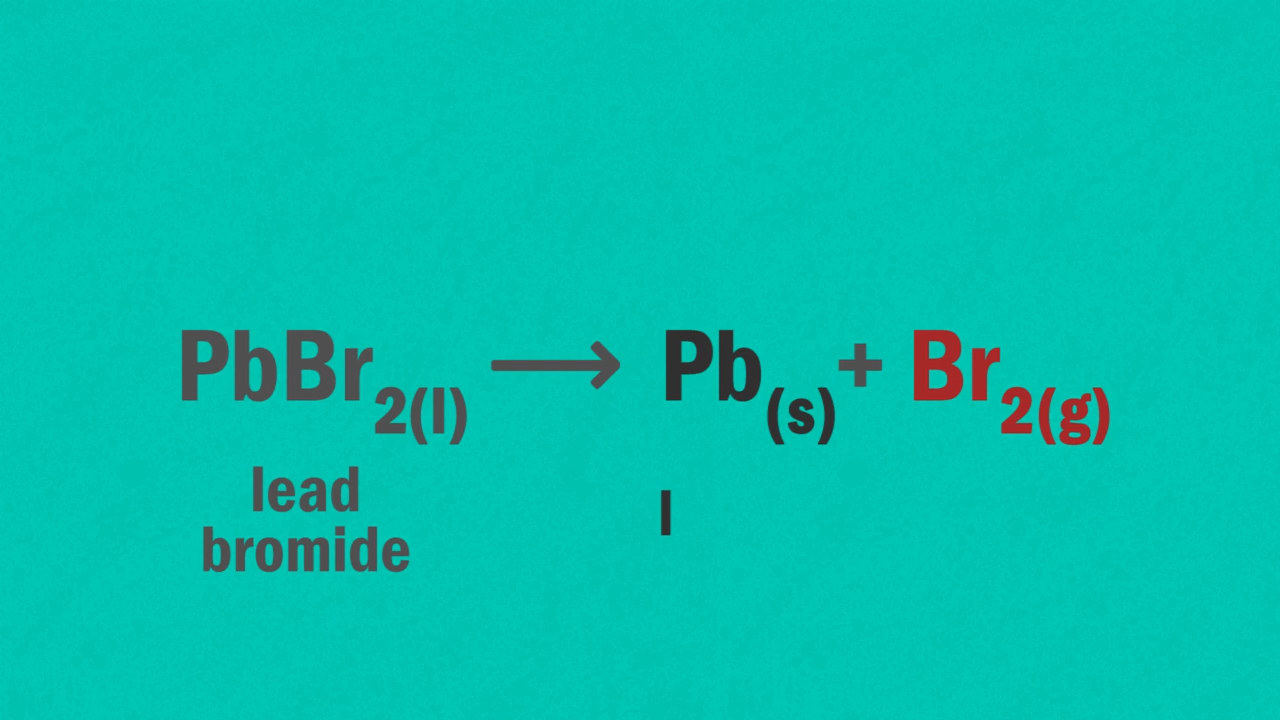 PbBr2(l) ⟶ Pb(s) + Br2(g)
lead
bromide
l